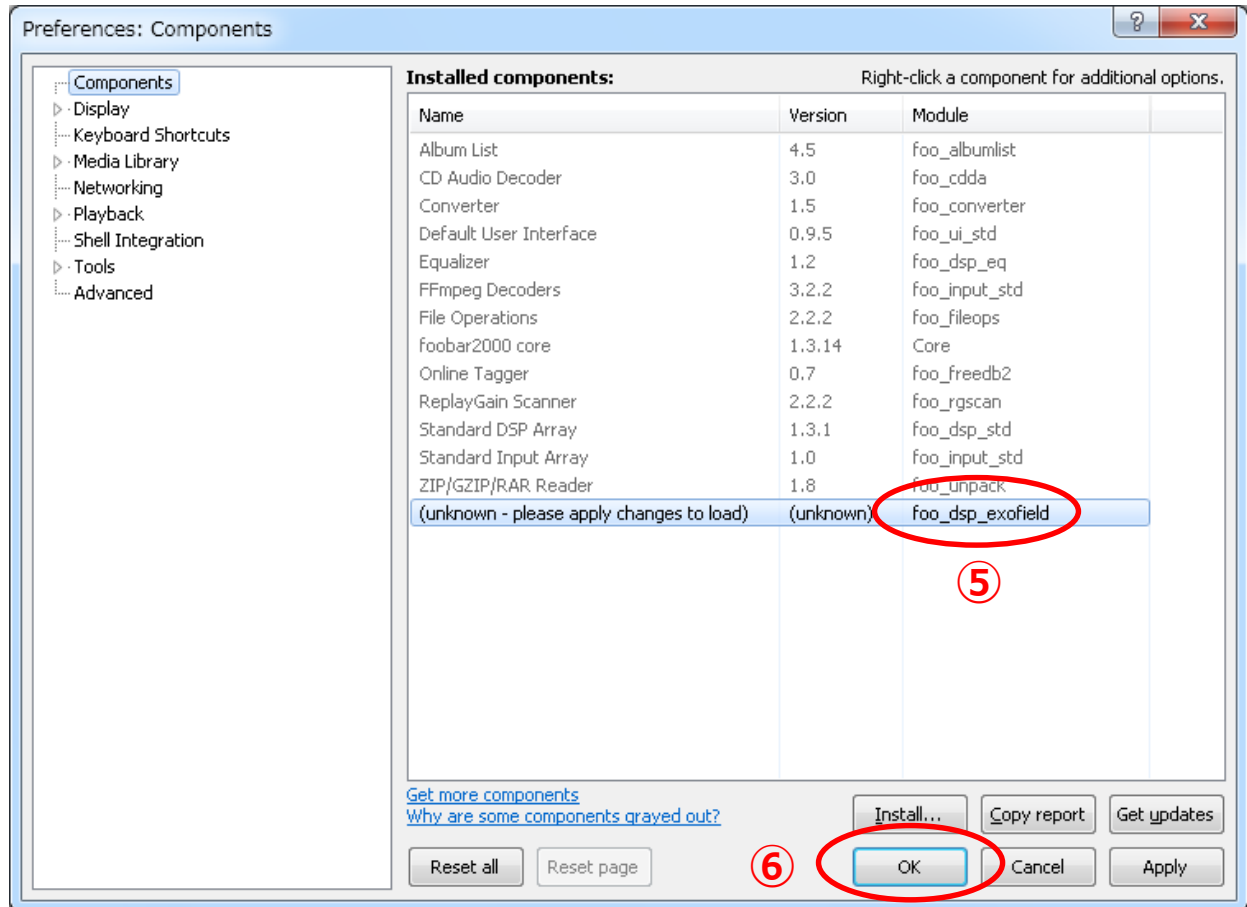 Preferences: Components
Components
Display
Keyboard Shortcuts
Media Library
Networking
Playback
Shell Integration
Tools
Advanced
Installed components: Right-click a component for additional options.
Name Version Module
Album List 4.5 foo_albumlist
CD Audio Decoder 3.0 foo_cdda
Converter 1.5 foo_converter
Default User Interface 0.9.5 foo_ui_std
Equalizer 1.2 foo_dsp_eq
FFmpeg Decoders 3.2.2 foo_input_std
File Operations 2.2.2 foo_fileops
foobar2000 core 1.3.14 Core
Online Tagger 0.7 foo_freedb2
ReplayGain Scanner 2.2.2 foo_rgscan
Standard DSP Array 1.3.1 foo_dsp_std
Standard Input Array 1.0 foo_input_std
ZIP/GZIP/RAR Reader 1.8 foo_unpack
(unknown - please apply changes to load) (unknown) foo_dsp_exofield
⑤
Get more components
Why are some components grayed out?
Install... Copy report Get updates
Reset all Reset page ⑥ OK Cancel Apply